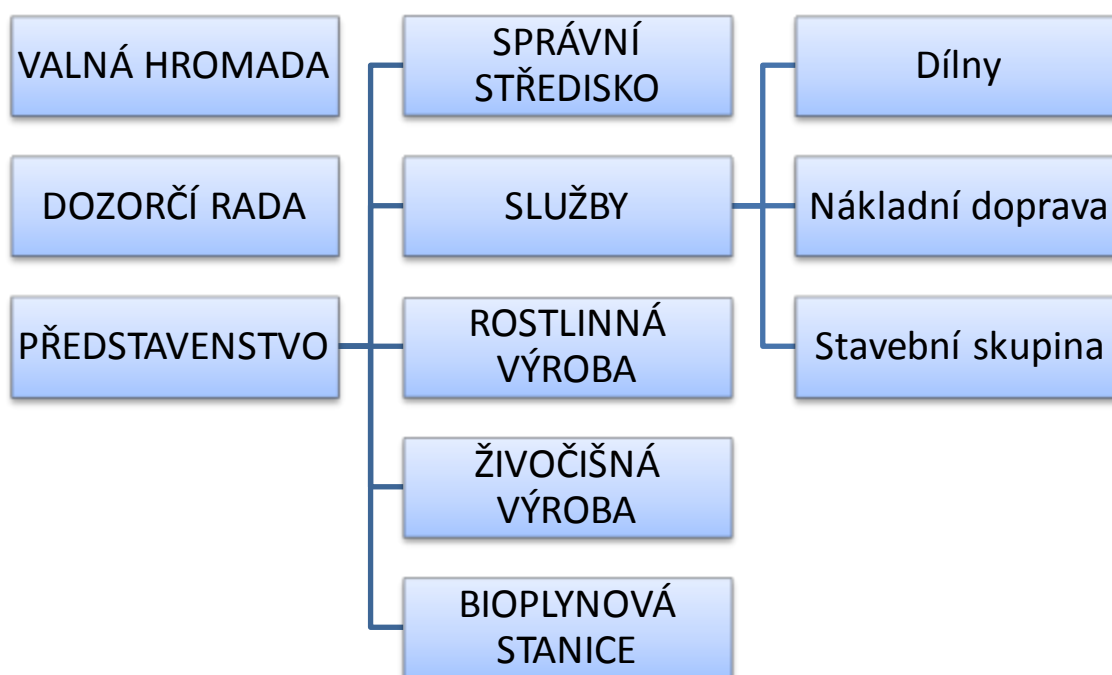 VALNÁ HROMADA
DOZORČÍ RADA
PŘEDSTAVENSTVO
SPRÁVNÍ
STŘEDISKO
SLUŽBY
ROSTLINNÁ
VÝROBA
ŽIVOČIŠNÁ
VÝROBA
BIOPLYNOVÁ
STANICE
Dílny
Nákladní doprava
Stavební skupina